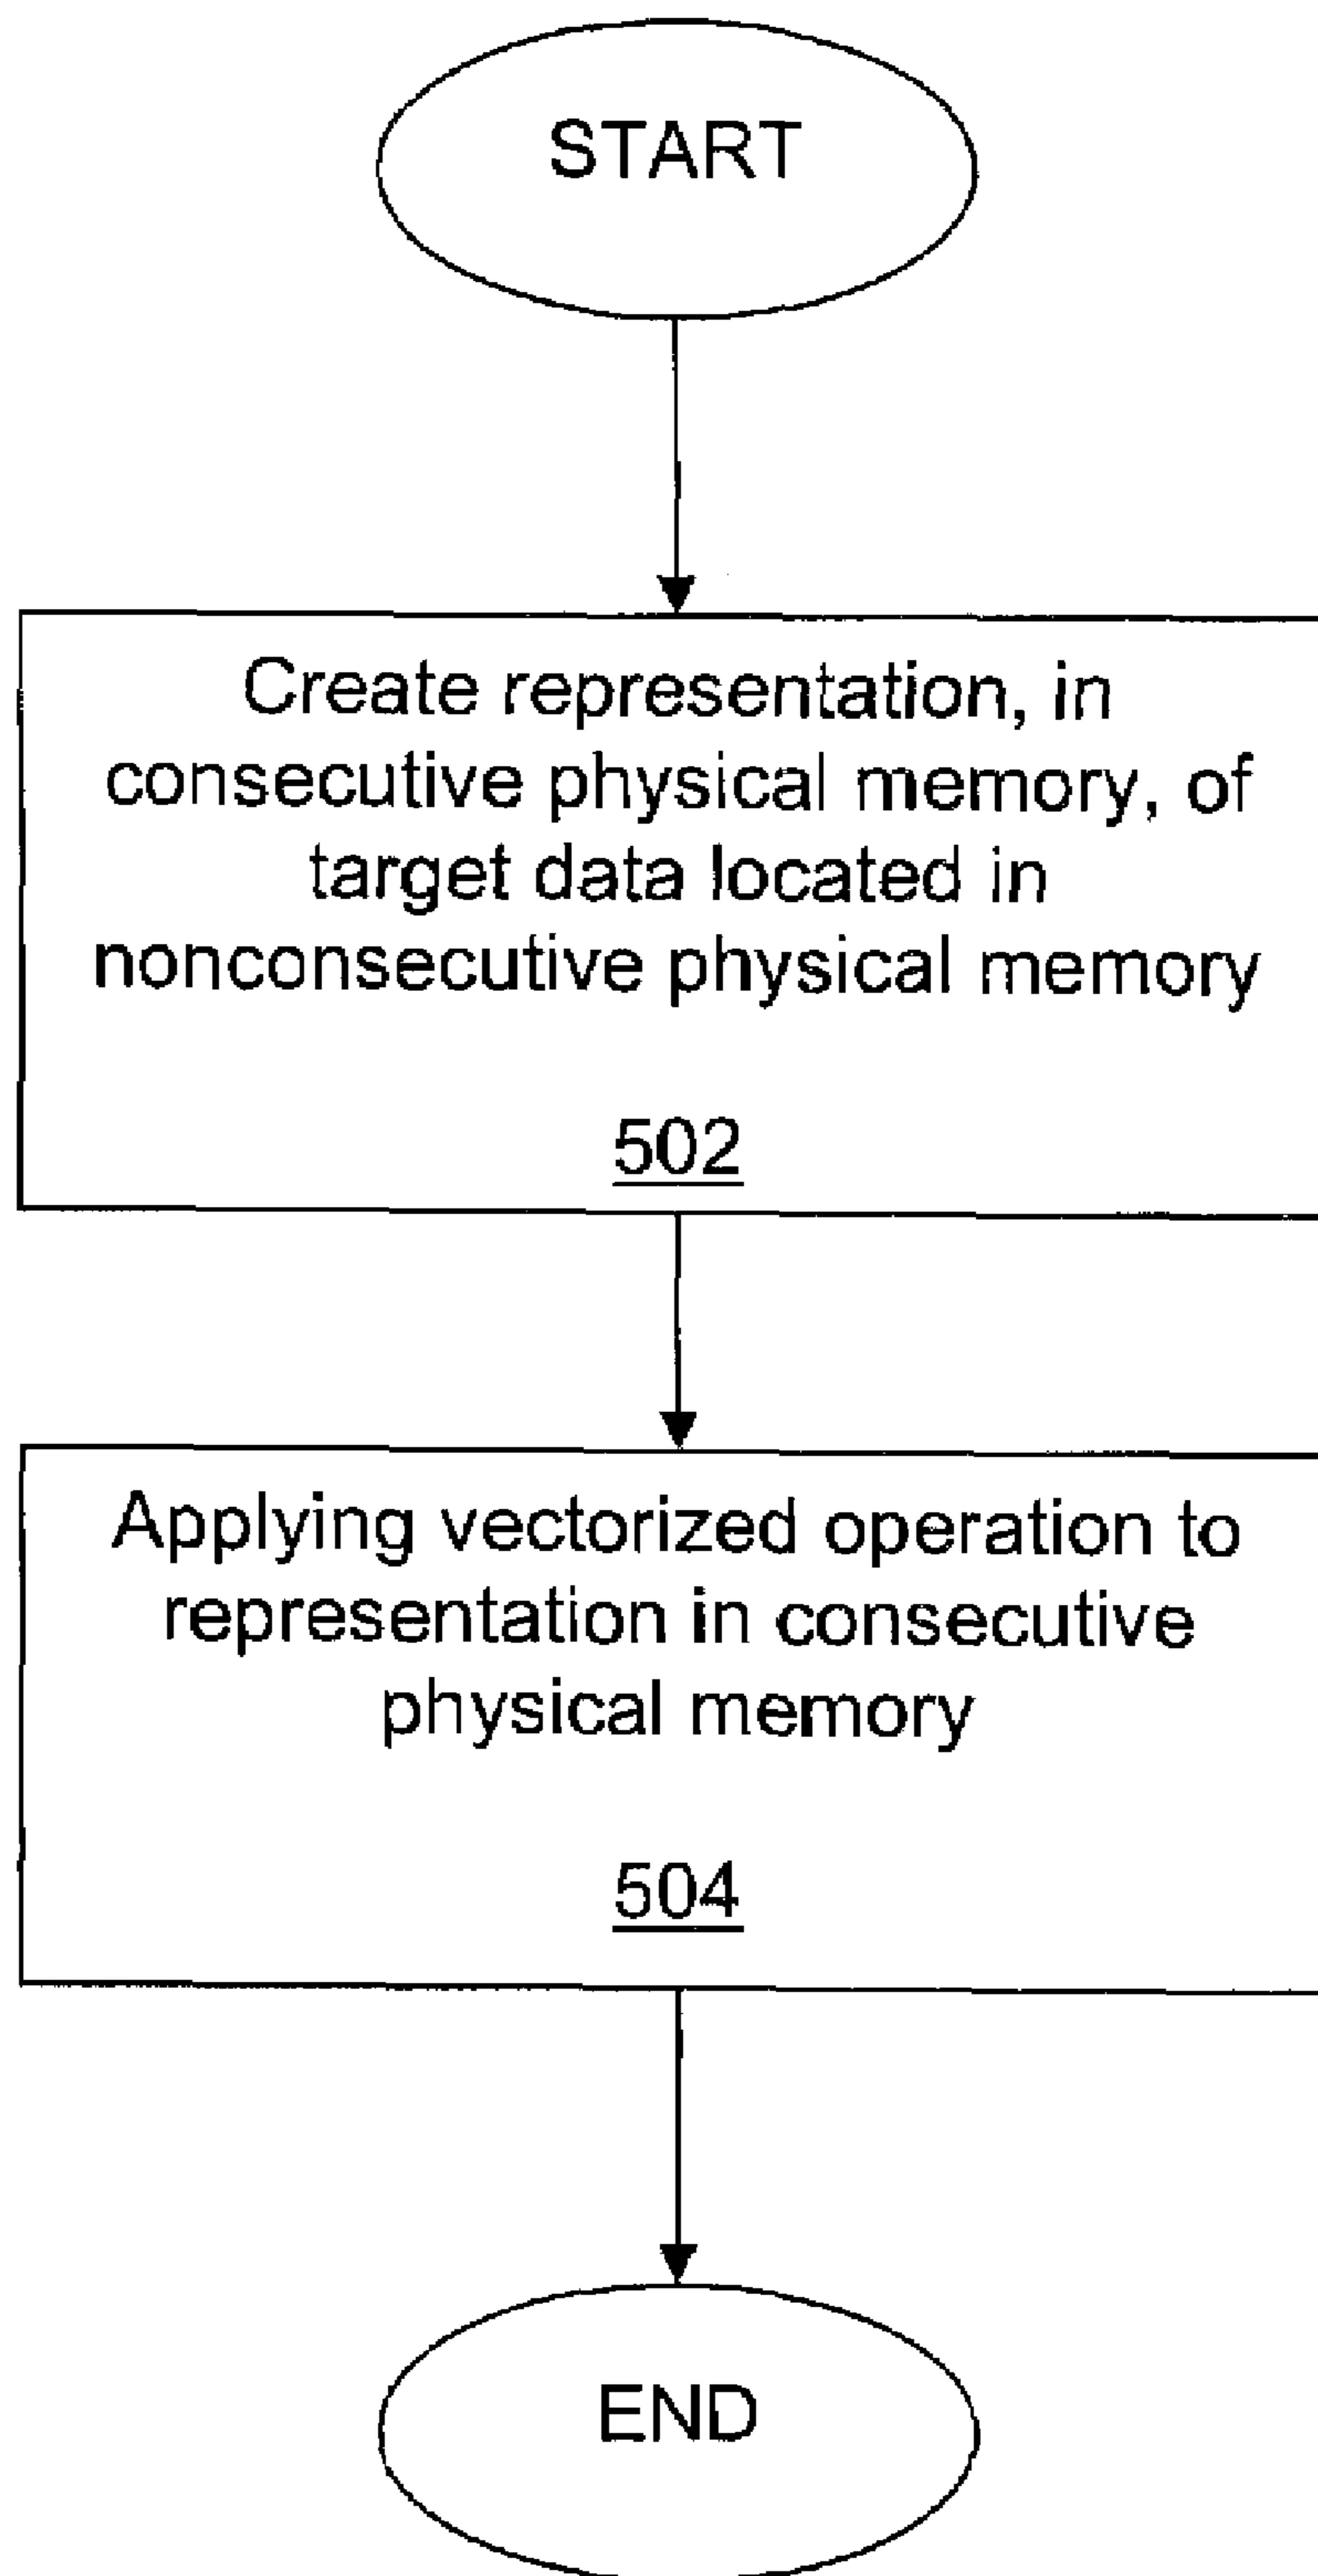 START
Create representation, in
consecutive physical memory, of
target data located in
nonconsecutive physical memory
502
Applying vectorized operation to
representation in consecutive
physical memory
504
END